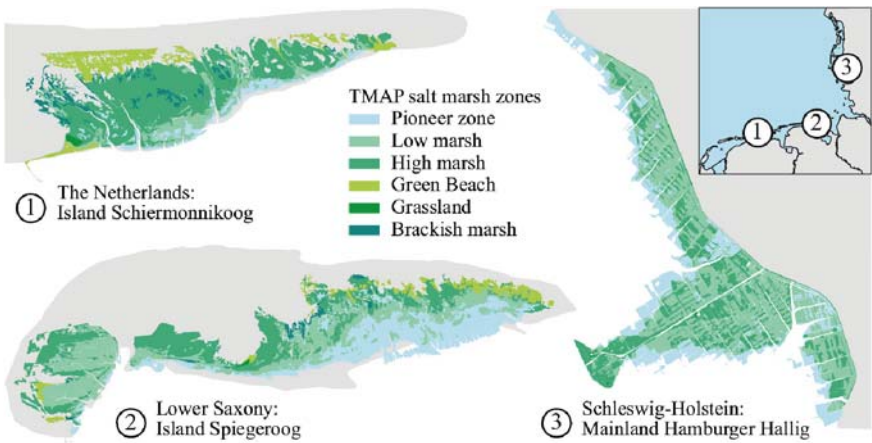 TMAP salt marsh zones
Pioneer zone
Low marsh
High marsh
Green Beach
Grassland
Brackish marsh
1 The Netherlands:
Island Schiermonnikoog
2 Lower Saxony:
Island Spiegeroog
3 Schleswig-Holstein:
Mainland Hamburger Hallig
3
1
2